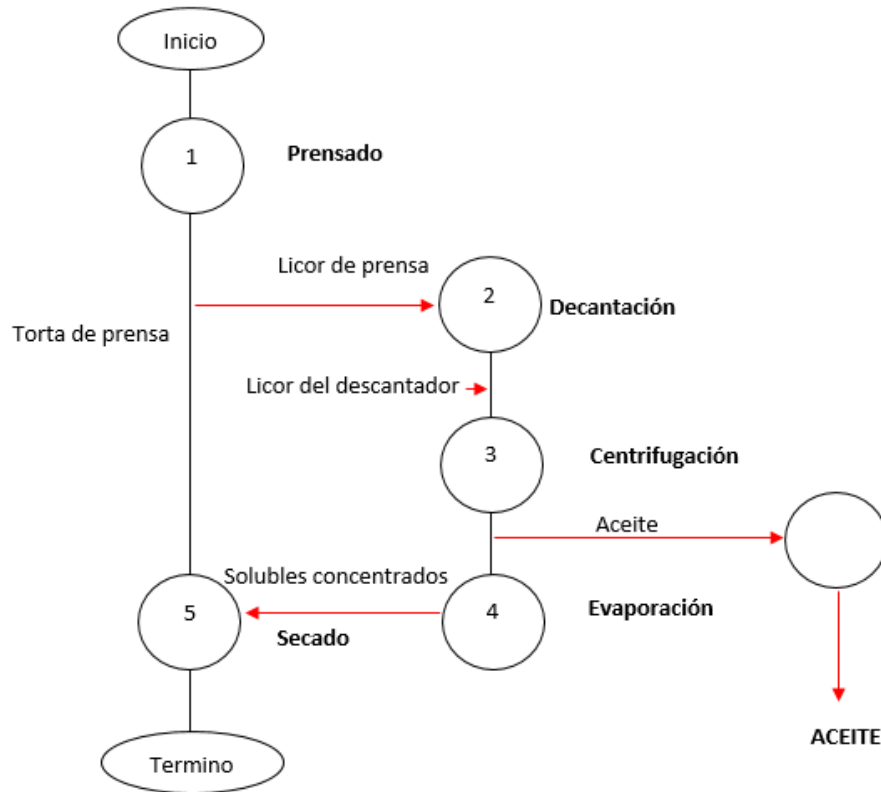 Inicio
1
Prensado
Licor de prensa
2
Decantación
Torta de prensa
Licor del descantador
3
Centrifugación
Aceite
Solubles concentrados
5
4
Evaporación
Secado
ACEITE
Termino